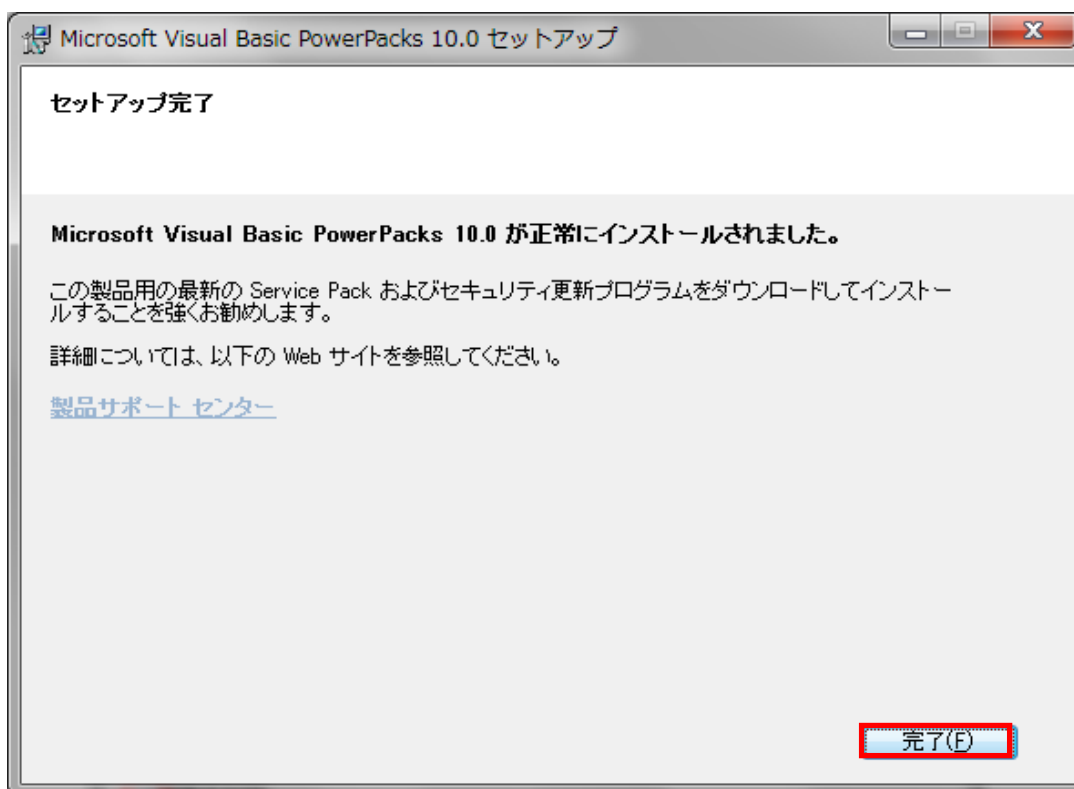 Microsoft Visual Basic PowerPacks 10.0 セットアップ
セットアップ完了
Microsoft Visual Basic PowerPacks 10.0 が正常にインストールされました。
この製品用の最新の Service Pack およびセキュリティ更新プログラムをダウンロードしてインストー
ルすることを強くお勧めします。
詳細については、以下の Web サイトを参照してください。
製品サポート センター
完了(F)